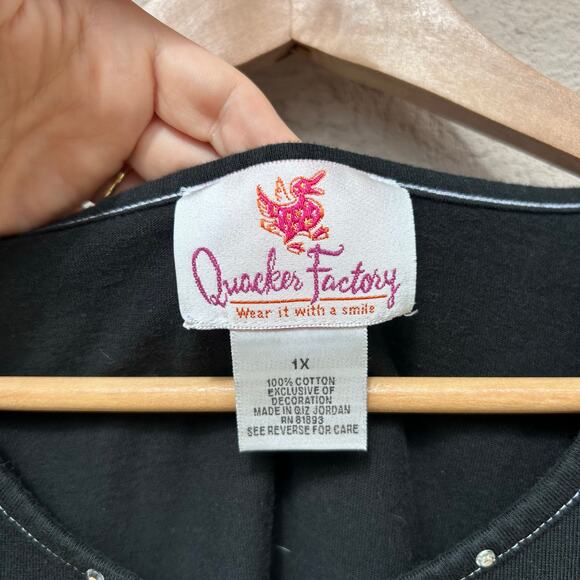 Quacker Factory
Wear it with a smile
1X
100% COTTON
EXCLUSIVE OF
DECORATION
MADE IN QIZ JORDAN
RN 81893
SEE REVERSE FOR CARE